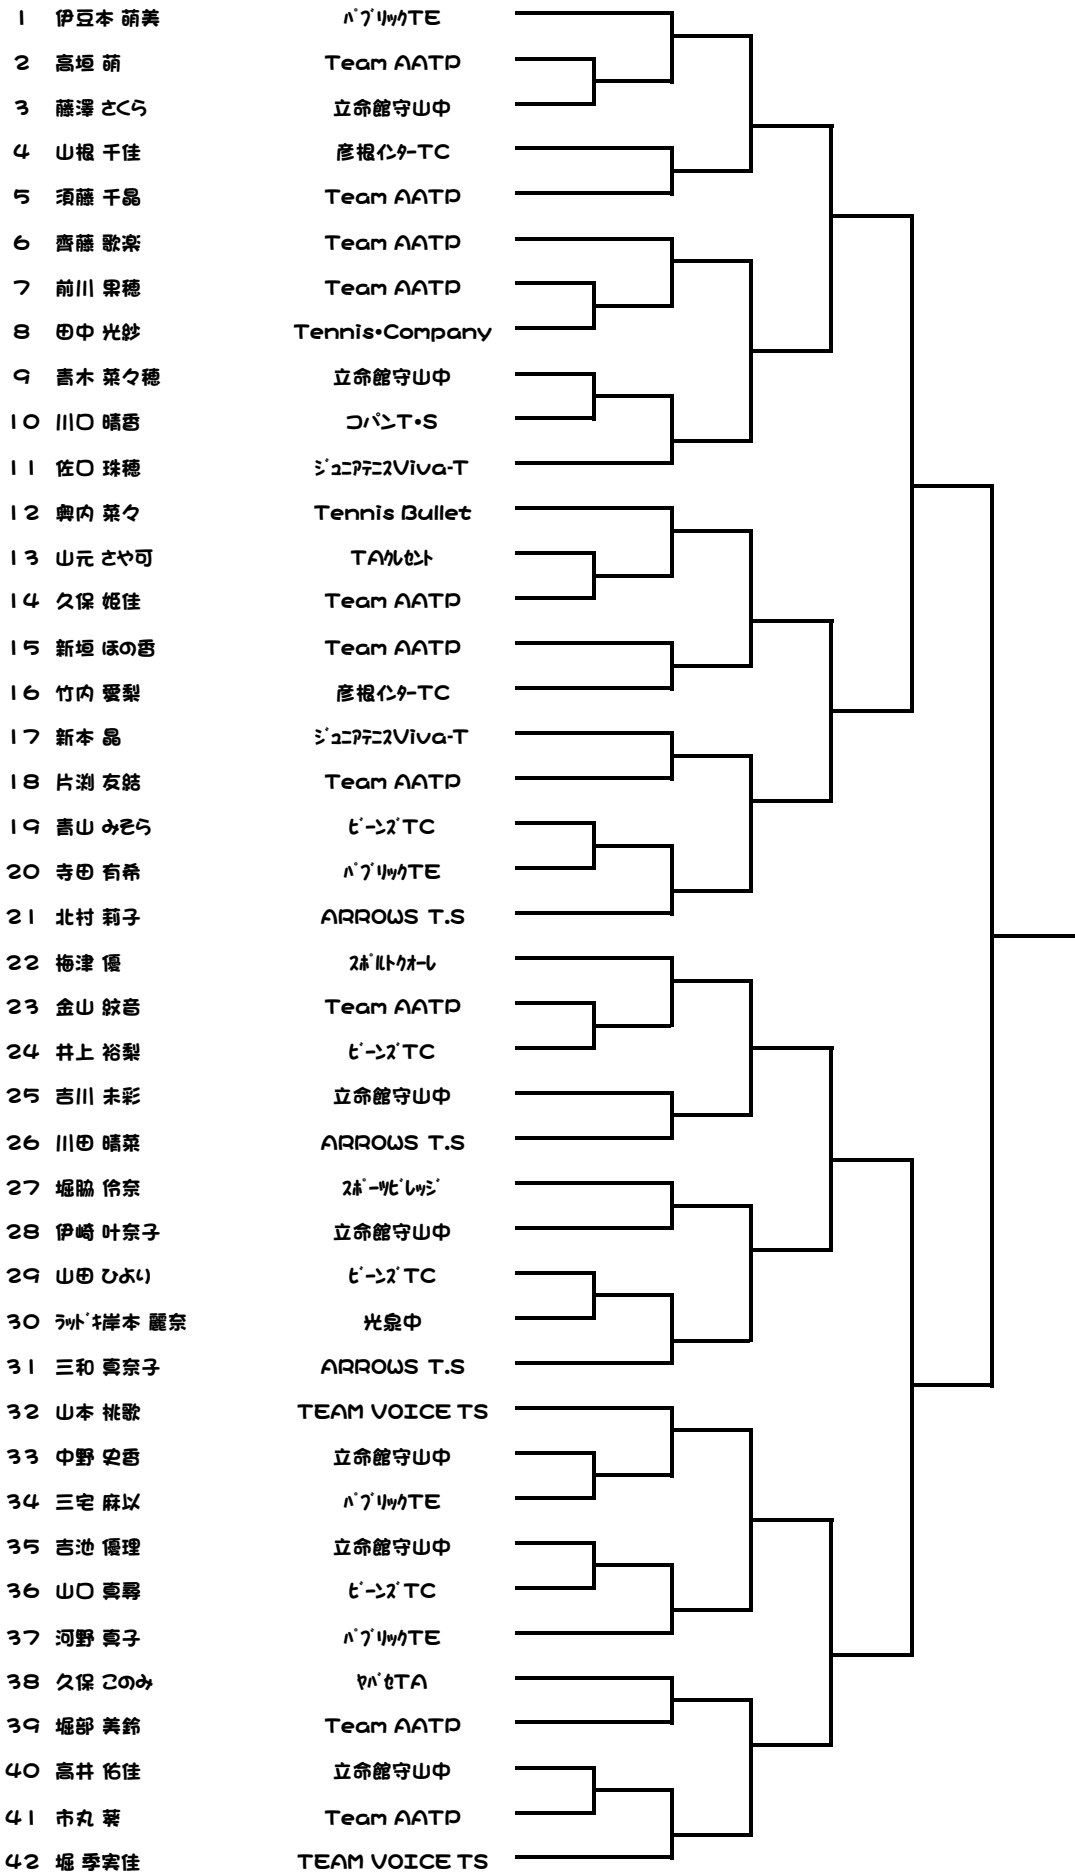 1 伊豆本 萌美 ﾊﾟﾌﾞﾘｯｸTE
2 高垣 萌 Team AATP
3 藤澤 さくら 立命館守山中
4 山根 千佳 彦根ｲﾝﾀｰTC
5 須藤 千晶 Team AATP
6 齊藤 歌楽 Team AATP
7 前川 果穂 Team AATP
8 田中 光紗 Tennis・Company
9 青木 菜々穂 立命館守山中
10 川口 晴香 コパンT・S
11 佐口 珠穂 ｼﾞｭﾆｱﾃﾆｽViva-T
12 奥内 菜々 Tennis Bullet
13 山元 さや可 TAｸﾚｾﾝﾄ
14 久保 姫佳 Team AATP
15 新垣 ほの香 Team AATP
16 竹内 愛梨 彦根ｲﾝﾀｰTC
17 新本 晶 ｼﾞｭﾆｱﾃﾆｽViva-T
18 片渕 友結 Team AATP
19 青山 みそら ﾋﾞｰﾝｽﾞTC
20 寺田 有希 ﾊﾟﾌﾞﾘｯｸTE
21 北村 莉子 ARROWS T.S
22 梅津 優 ｽﾎﾟﾙﾄｸｵｰﾚ
23 金山 紋音 Team AATP
24 井上 裕梨 ﾋﾞｰﾝｽﾞTC
25 吉川 未彩 立命館守山中
26 川田 晴菜 ARROWS T.S
27 堀脇 伶奈 ｽﾎﾟｰﾂﾋﾞﾚｯｼﾞ
28 伊崎 叶奈子 立命館守山中
29 山田 ひより ﾋﾞｰﾝｽﾞTC
30 ﾗｯﾄﾞｷ岸本 麗奈 光泉中
31 三和 真奈子 ARROWS T.S
32 山本 桃歌 TEAM VOICE TS
33 中野 史香 立命館守山中
34 三宅 麻以 ﾊﾟﾌﾞﾘｯｸTE
35 吉池 優理 立命館守山中
36 山口 真尋 ﾋﾞｰﾝｽﾞTC
37 河野 真子 ﾊﾟﾌﾞﾘｯｸTE
38 久保 このみ ﾔﾊﾞｾTA
39 堀部 美鈴 Team AATP
40 高井 佑佳 立命館守山中
41 市丸 葵 Team AATP
42 堀 季実佳 TEAM VOICE TS